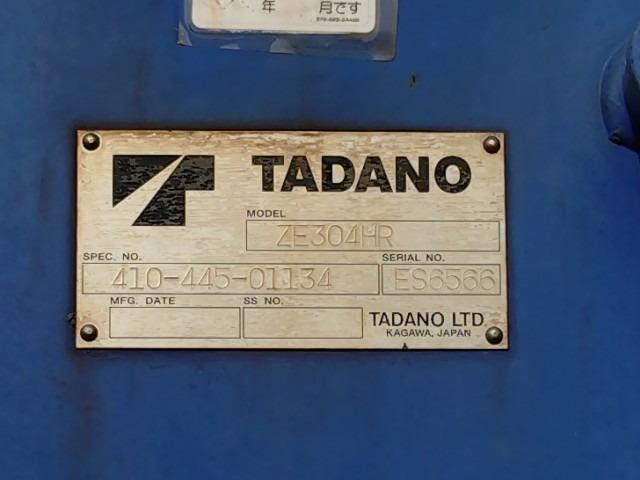 年 月です
TADANO
MODEL
ZE304HR
SPEC. NO.
410-445-01134
SERIAL NO.
ES6566
MFG. DATE
SS NO.
TADANO LTD.
KAGAWA, JAPAN